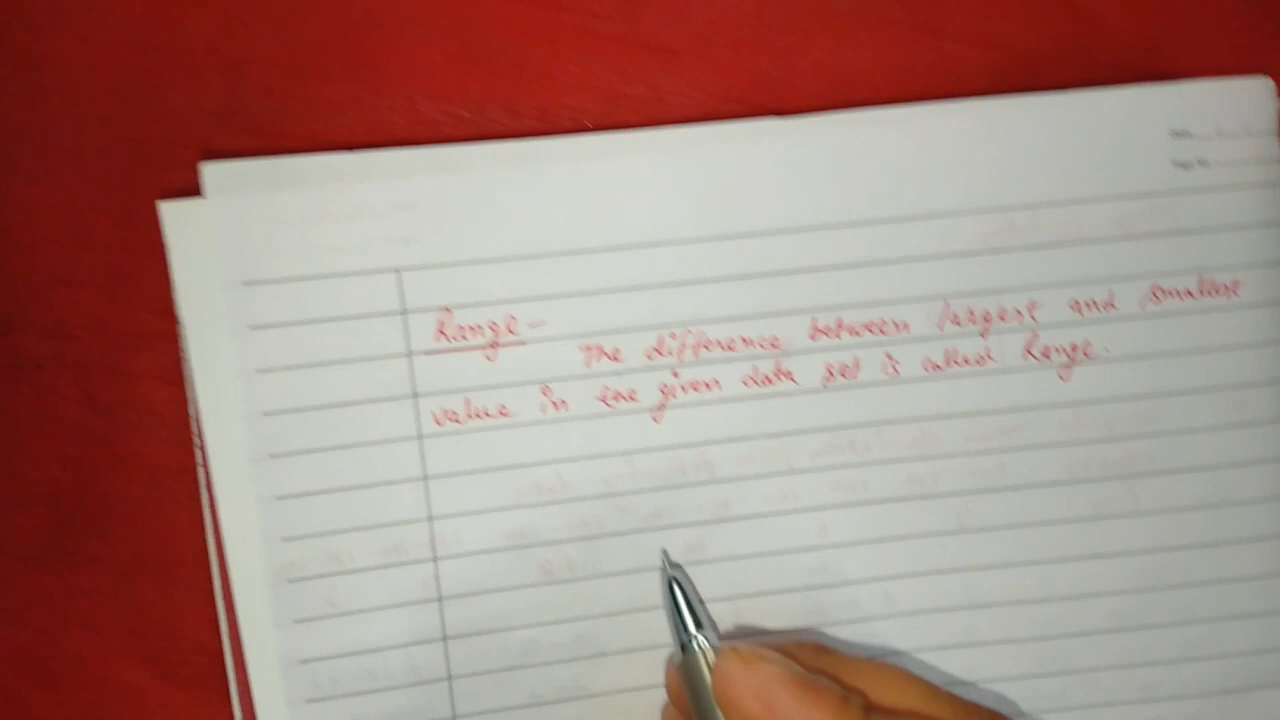 Range -
The difference between largest and smallest
value in the given data set is called Range.